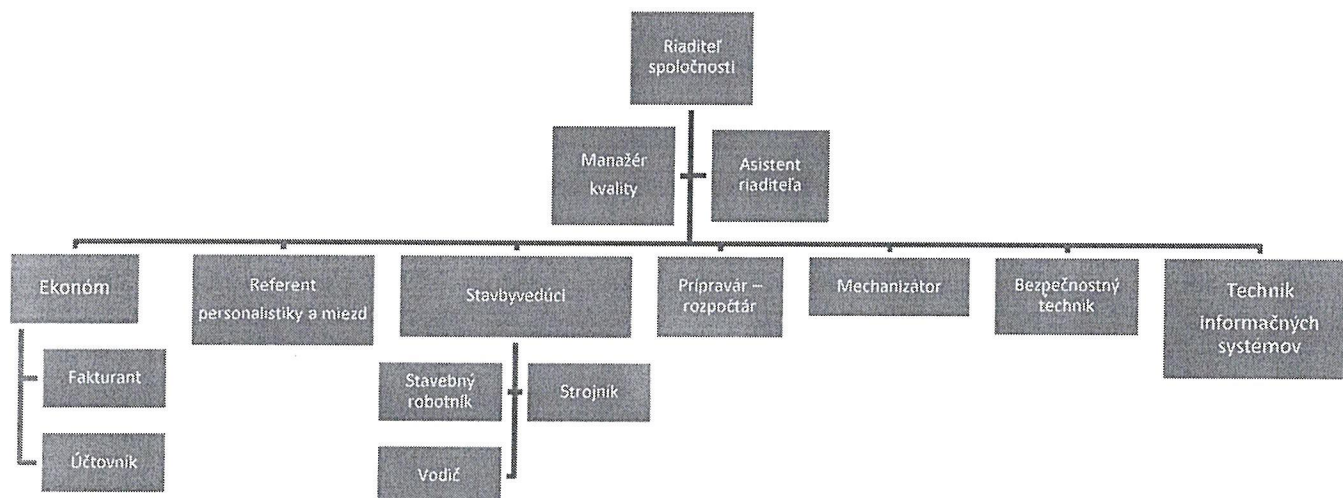 Riaditeľ
spoločnosti
Manažér
kvality
Asistent
riaditeľa
Ekonóm
Referent
personalistiky a miezd
Stavbyvedúci
Prípravár –
rozpočtár
Mechanizátor
Bezpečnostný
technik
Technik
informačných
systémov
Fakturant
Účtovník
Stavebný
robotník
Strojník
Vodič